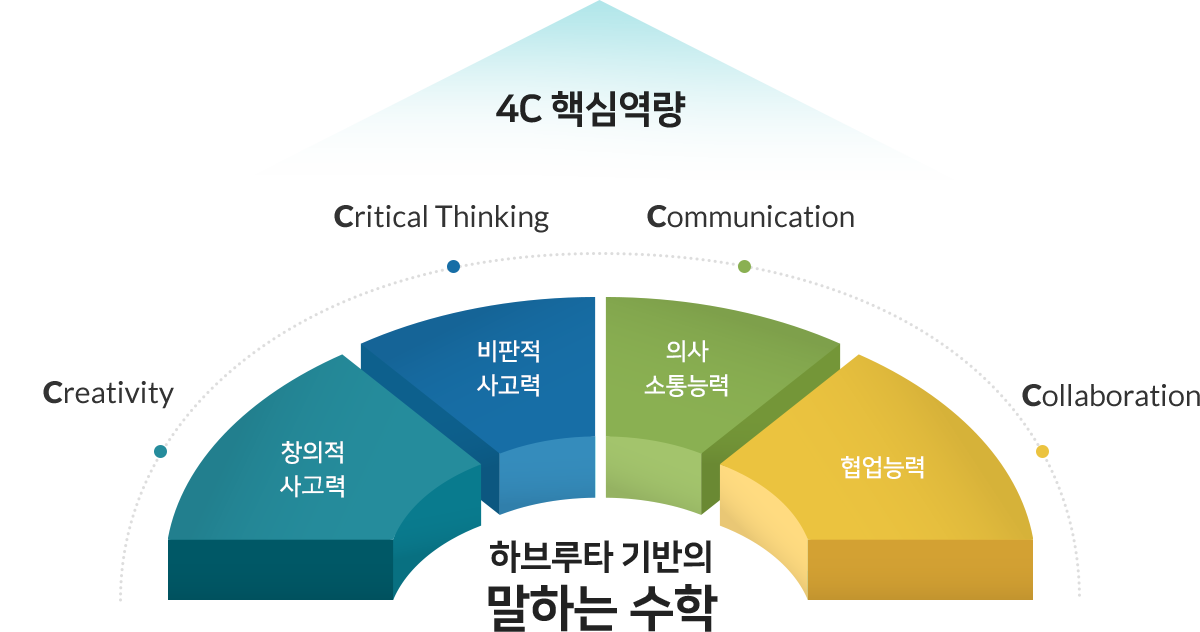 4C 핵심역량
Critical Thinking
Communication
Creativity
Collaboration
비판적
사고력
의사
소통능력
창의적
사고력
협업능력
하브루타 기반의
말하는 수학